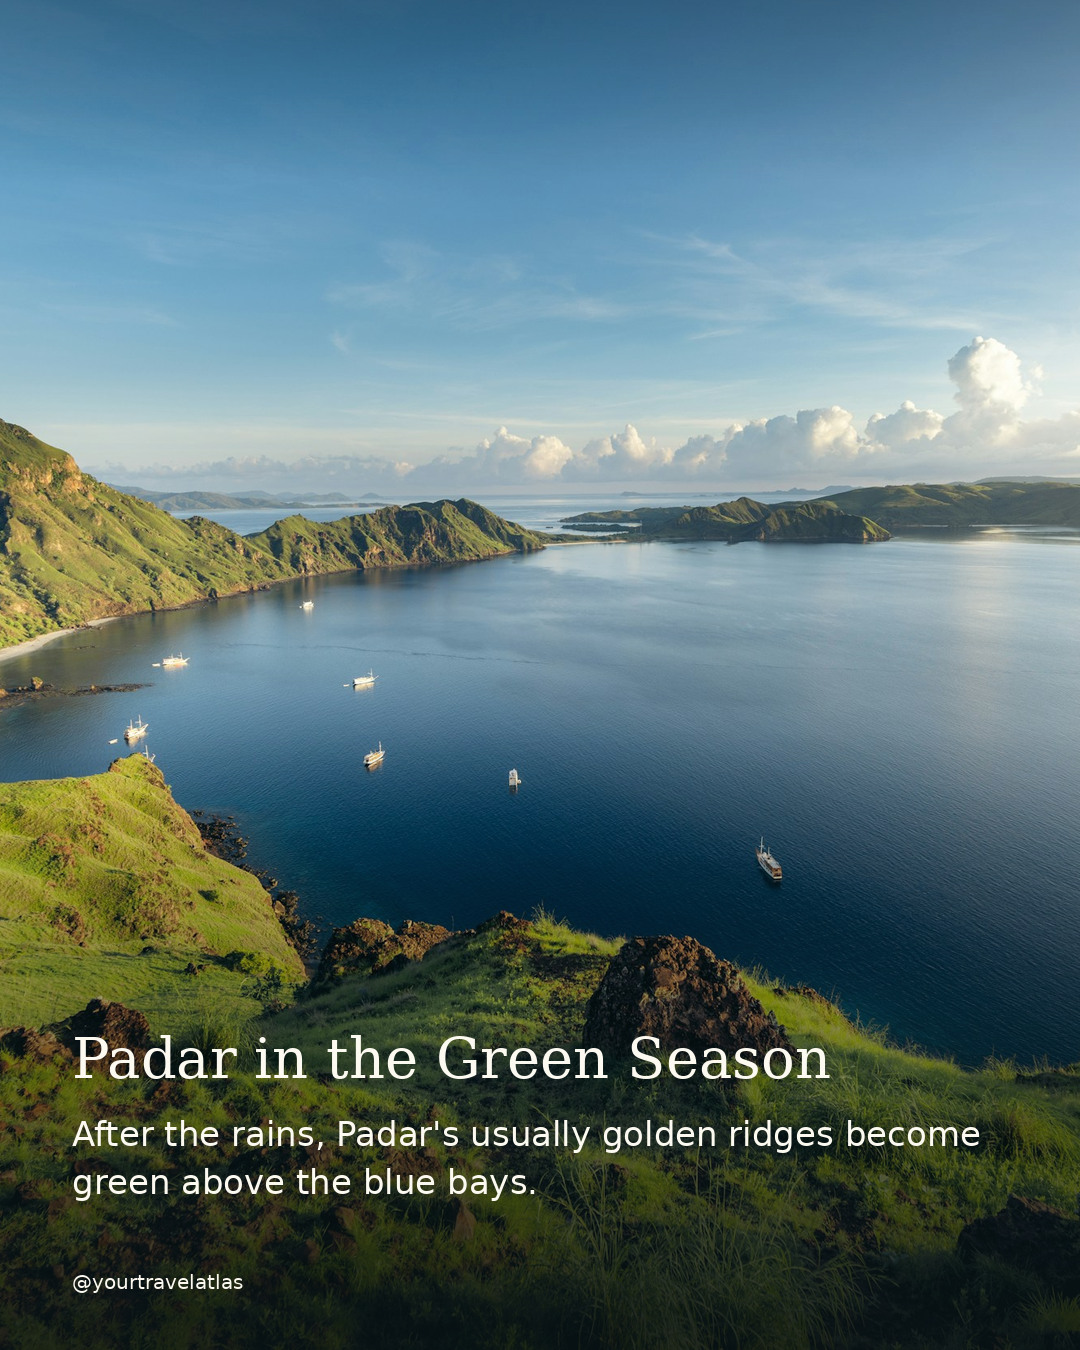 Padar in the Green Season
After the rains, Padar's usually golden ridges become
green above the blue bays.
@yourtravelatlas